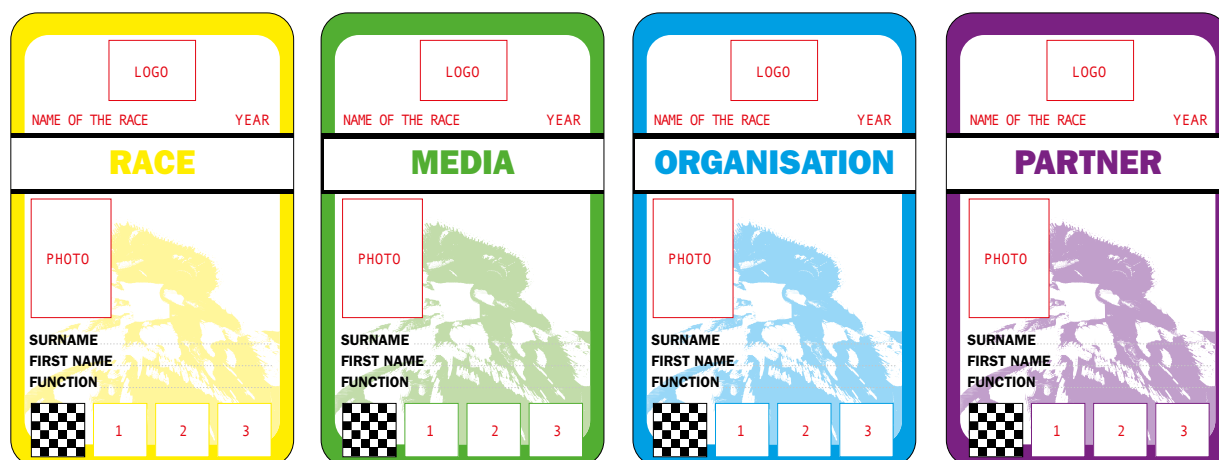 LOGO
NAME OF THE RACE YEAR
RACE
PHOTO
SURNAME
FIRST NAME
FUNCTION
1 2 3
LOGO
NAME OF THE RACE YEAR
MEDIA
PHOTO
SURNAME
FIRST NAME
FUNCTION
1 2 3
LOGO
NAME OF THE RACE YEAR
ORGANISATION
PHOTO
SURNAME
FIRST NAME
FUNCTION
1 2 3
LOGO
NAME OF THE RACE YEAR
PARTNER
PHOTO
SURNAME
FIRST NAME
FUNCTION
1 2 3